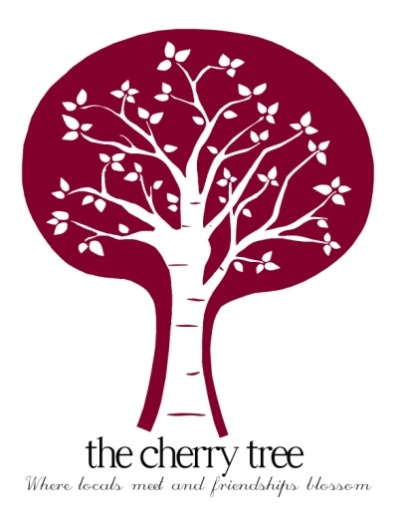 the cherry tree
Where locals meet and friendships blossom